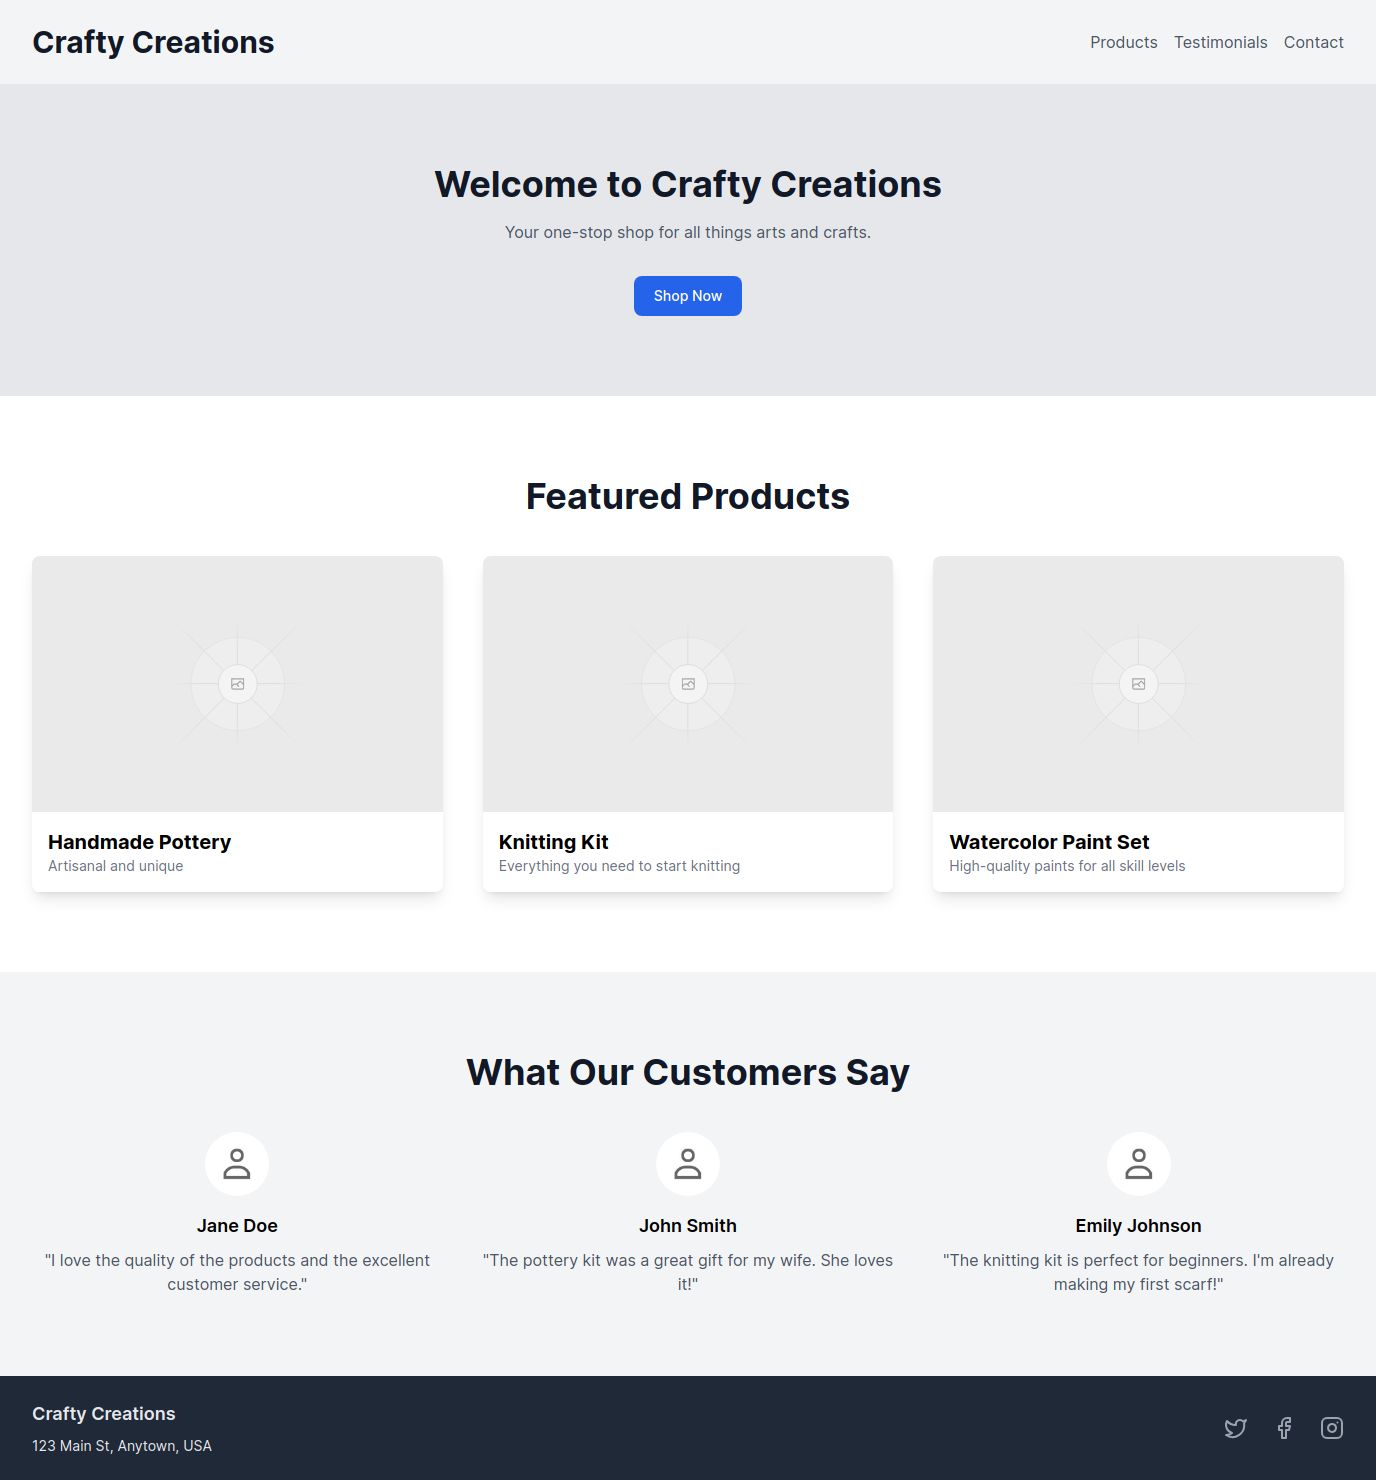 Crafty Creations
Products Testimonials Contact
Welcome to Crafty Creations
Your one-stop shop for all things arts and crafts.
Shop Now
Featured Products
Handmade Pottery
Artisanal and unique
Knitting Kit
Everything you need to start knitting
Watercolor Paint Set
High-quality paints for all skill levels
What Our Customers Say
Jane Doe
"I love the quality of the products and the excellent
customer service."
John Smith
"The pottery kit was a great gift for my wife. She loves
it!"
Emily Johnson
"The knitting kit is perfect for beginners. I'm already
making my first scarf!"
Crafty Creations
123 Main St, Anytown, USA